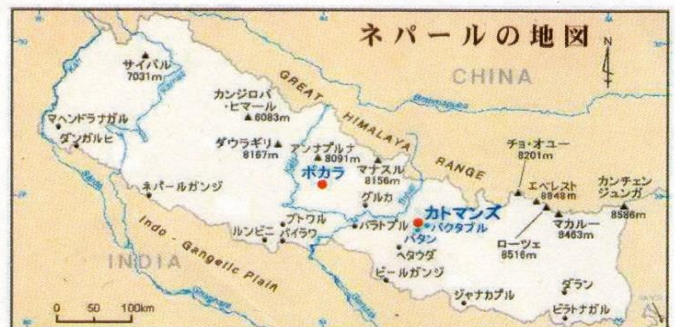 ネパールの地図
N
CHINA
サイパル
7031m
Karnali
GREAT HIMALAYA RANGE
Brahmaputra
カンジロバ
・ヒマール
6083m
マヘンドラナガル
ダンガルヒ
ダウラギリ
8167m
アンナプルナ
8091m
マナスル
8156m
ポカラ
グルカ
チョ・オユー
8201m
エベレスト
8848m
カンチェン
ジュンガ
8586m
マカルー
8463m
ローツェ
8516m
カトマンズ
バクタプル
パタン
ネパールガンジ
ブトワル
バイラワ
ルンビニ
バラトプル
ヘタウダ
ビールガンジ
ジャナカプル
ダラン
ビラトナガル
Indo - Gangetic Plain
INDIA
0 50 100km